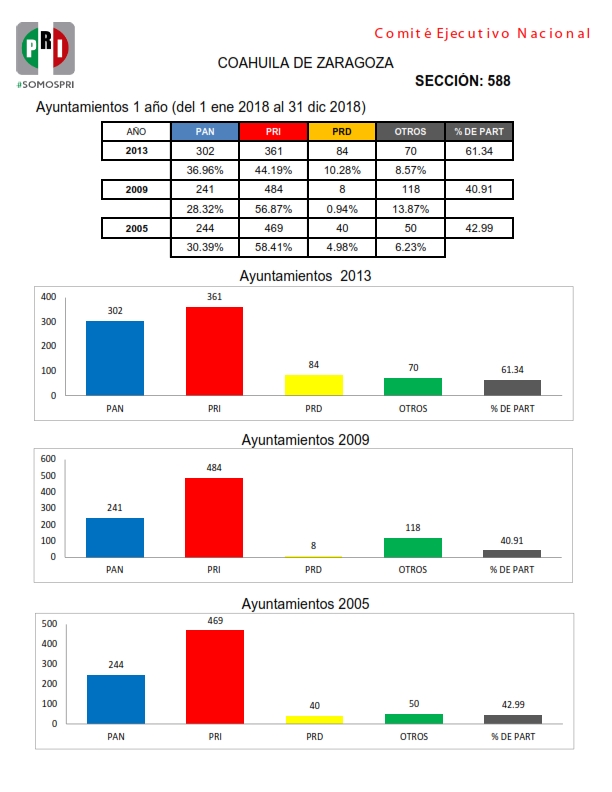 Comité Ejecutivo Nacional
PRI
#SOMOSPRI
COAHUILA DE ZARAGOZA
SECCIÓN: 588
Ayuntamientos 1 año (del 1 ene 2018 al 31 dic 2018)
AÑO PAN PRI PRD OTROS % DE PART
2013 302 361 84 70 61.34
36.96% 44.19% 10.28% 8.57%
2009 241 484 8 118 40.91
28.32% 56.87% 0.94% 13.87%
2005 244 469 40 50 42.99
30.39% 58.41% 4.98% 6.23%
Ayuntamientos 2013
400
300
200
100
0
302 361 84 70 61.34
PAN PRI PRD OTROS % DE PART
Ayuntamientos 2009
600
500
400
300
200
100
0
241 484 8 118 40.91
PAN PRI PRD OTROS % DE PART
Ayuntamientos 2005
500
400
300
200
100
0
244 469 40 50 42.99
PAN PRI PRD OTROS % DE PART